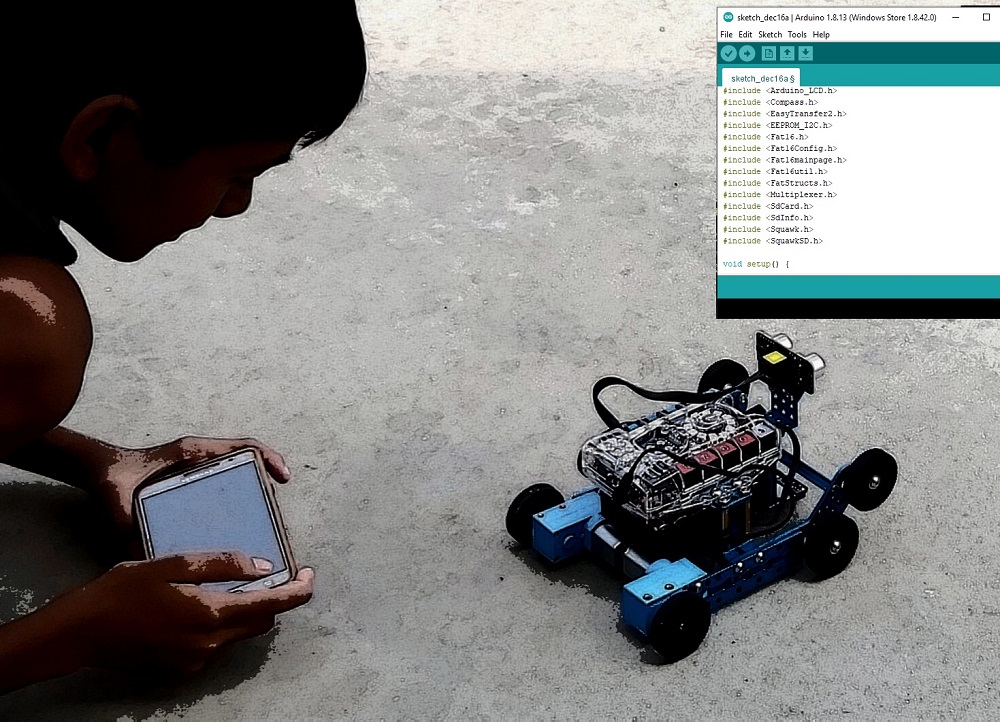 sketch_dec16a | Arduino 1.8.13 (Windows Store 1.8.42.0)
File Edit Sketch Tools Help
sketch_dec16a §
#include <Arduino_LCD.h>
#include <Compass.h>
#include <EasyTransfer2.h>
#include <EEPROM_I2C.h>
#include <Fat16.h>
#include <Fat16Config.h>
#include <Fat16mainpage.h>
#include <Fat16util.h>
#include <FatStructs.h>
#include <Multiplexer.h>
#include <SdCard.h>
#include <SdInfo.h>
#include <Squawk.h>
#include <SquawkSD.h>
void setup() {